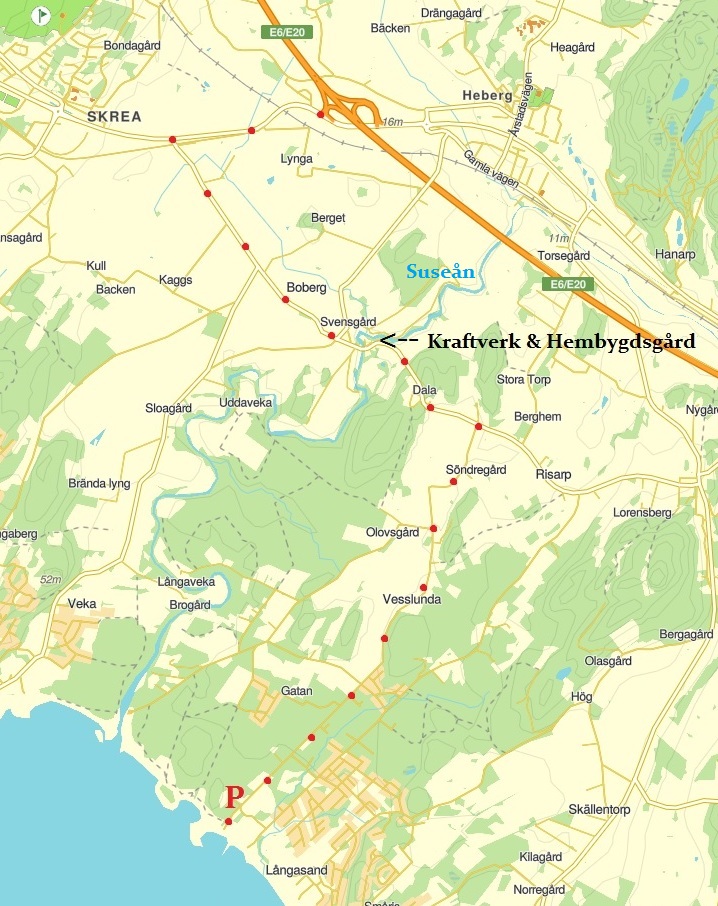 Drängagård
Bäcken
E6/E20
Bondagård
Heagård
Heberg
SKREA
Årstadsvägen
16m
Lynga
Gamla vägen
Berget
nsagård
11m
Torsegård
Hanarp
Kull
Backen
Kaggs
Suseån
E6/E20
Boberg
Svensgård
<-- Kraftverk & Hembygdsgård
Stora Torp
Dala
Uddaveka
Sloagård
Berghem
Nygår
Söndregård
Risarp
Brända lyng
Lorensberg
Olovsgård
ngaberg
52m
Långaveka
Brogård
Veka
Vesslunda
Bergagård
Olasgård
Gatan
Hög
P
Skällentorp
Kilagård
Långasand
Norregård